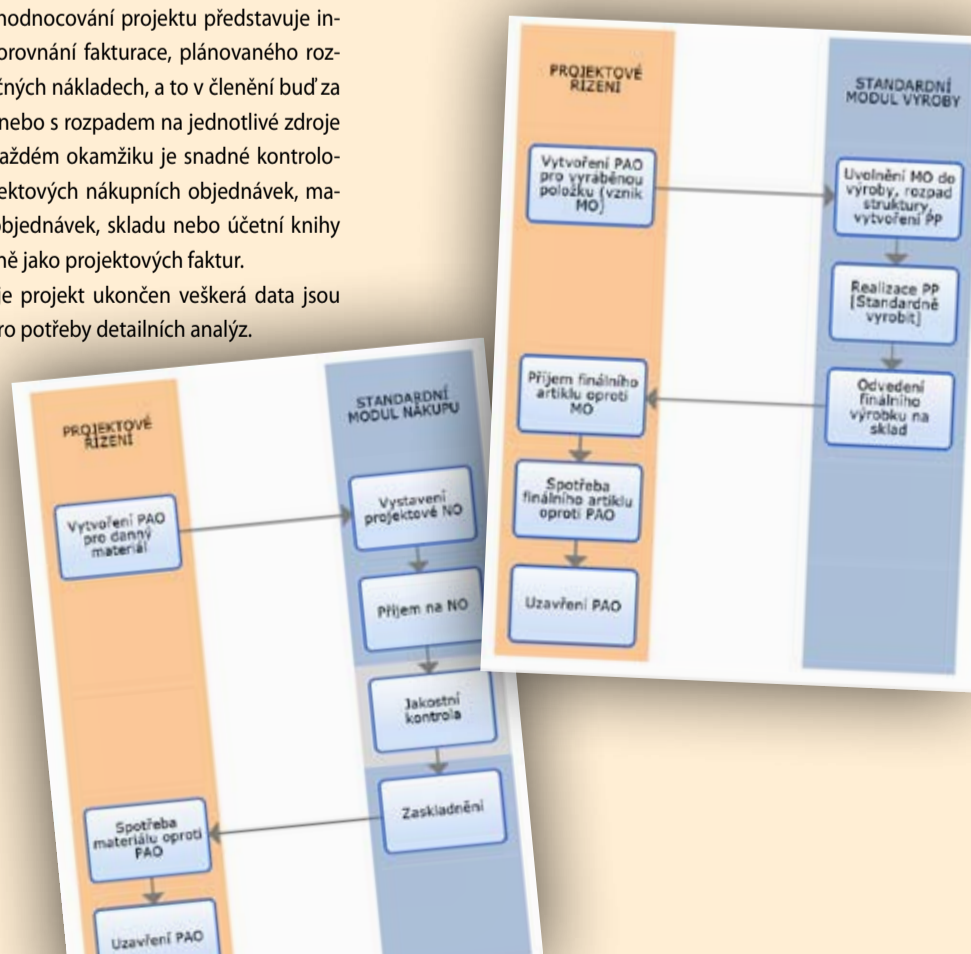 hodnocování projektu představuje in-
orovnání fakturace, plánovaného roz-
čných nákladech, a to v členění buď za
nebo s rozpadem na jednotlivé zdroje
aždém okamžiku je snadné kontrolo-
ektových nákupních objednávek, ma-
objednávek, skladu nebo účetní knihy
ně jako projektových faktur.
je projekt ukončen veškerá data jsou
ro potřeby detailních analýz.
PROJEKTOVÉ
ŘÍZENÍ
STANDARDNÍ
MODUL VÝROBY
Vytvoření PAO
pro vyráběnou
položku (vznik
MO)
Uvolnění MO do
výroby, rozpad
struktury,
vytvoření PP
Realizace PP
[Standardně
vyrobit]
Příjem finálního
artiklu oproti
MO
Odvedení
finálního
výrobku na
sklad
Spotřeba
finálního artiklu
oproti PAO
Uzavření PAO
PROJEKTOVÉ
ŘÍZENÍ
STANDARDNÍ
MODUL NÁKUPU
Vytvoření PAO
pro danný
materiál
Vystavení
projektové NO
Příjem na NO
Jakostní
kontrola
Zaskladnění
Spotřeba
materiálu oproti
PAO
Uzavření PAO